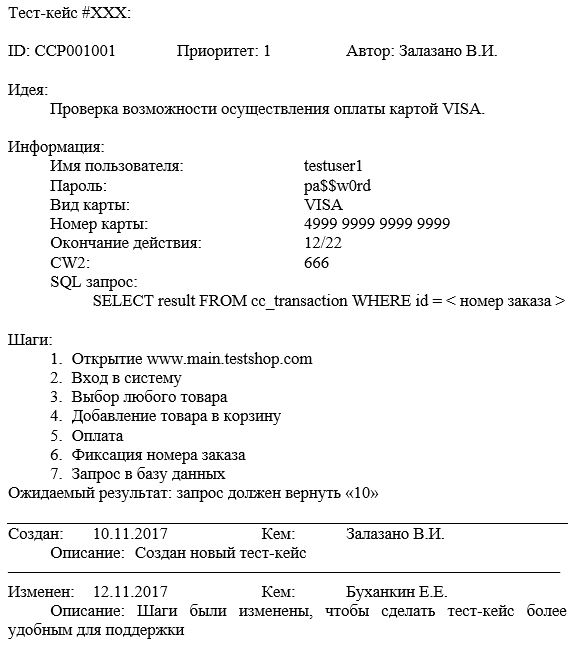 Тест-кейс #XXX:
ID: CCP001001 Приоритет: 1 Автор: Залазано В.И.
Идея:
Проверка возможности осуществления оплаты картой VISA.
Информация:
Имя пользователя: testuser1
Пароль: pa$$w0rd
Вид карты: VISA
Номер карты: 4999 9999 9999 9999
Окончание действия: 12/22
CW2: 666
SQL запрос:
SELECT result FROM cc_transaction WHERE id = < номер заказа >
Шаги:
1. Открытие www.main.testshop.com
2. Вход в систему
3. Выбор любого товара
4. Добавление товара в корзину
5. Оплата
6. Фиксация номера заказа
7. Запрос в базу данных
Ожидаемый результат: запрос должен вернуть «10»
Создан: 10.11.2017 Кем: Залазано В.И.
Описание: Создан новый тест-кейс
Изменен: 12.11.2017 Кем: Буханкин Е.Е.
Описание: Шаги были изменены, чтобы сделать тест-кейс более
удобным для поддержки